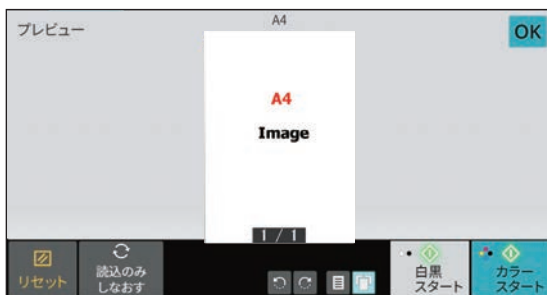 プレビュー
A4
OK
A4
Image
1 / 1
リセット
読込のみ
しなおす
白黒
スタート
カラー
スタート